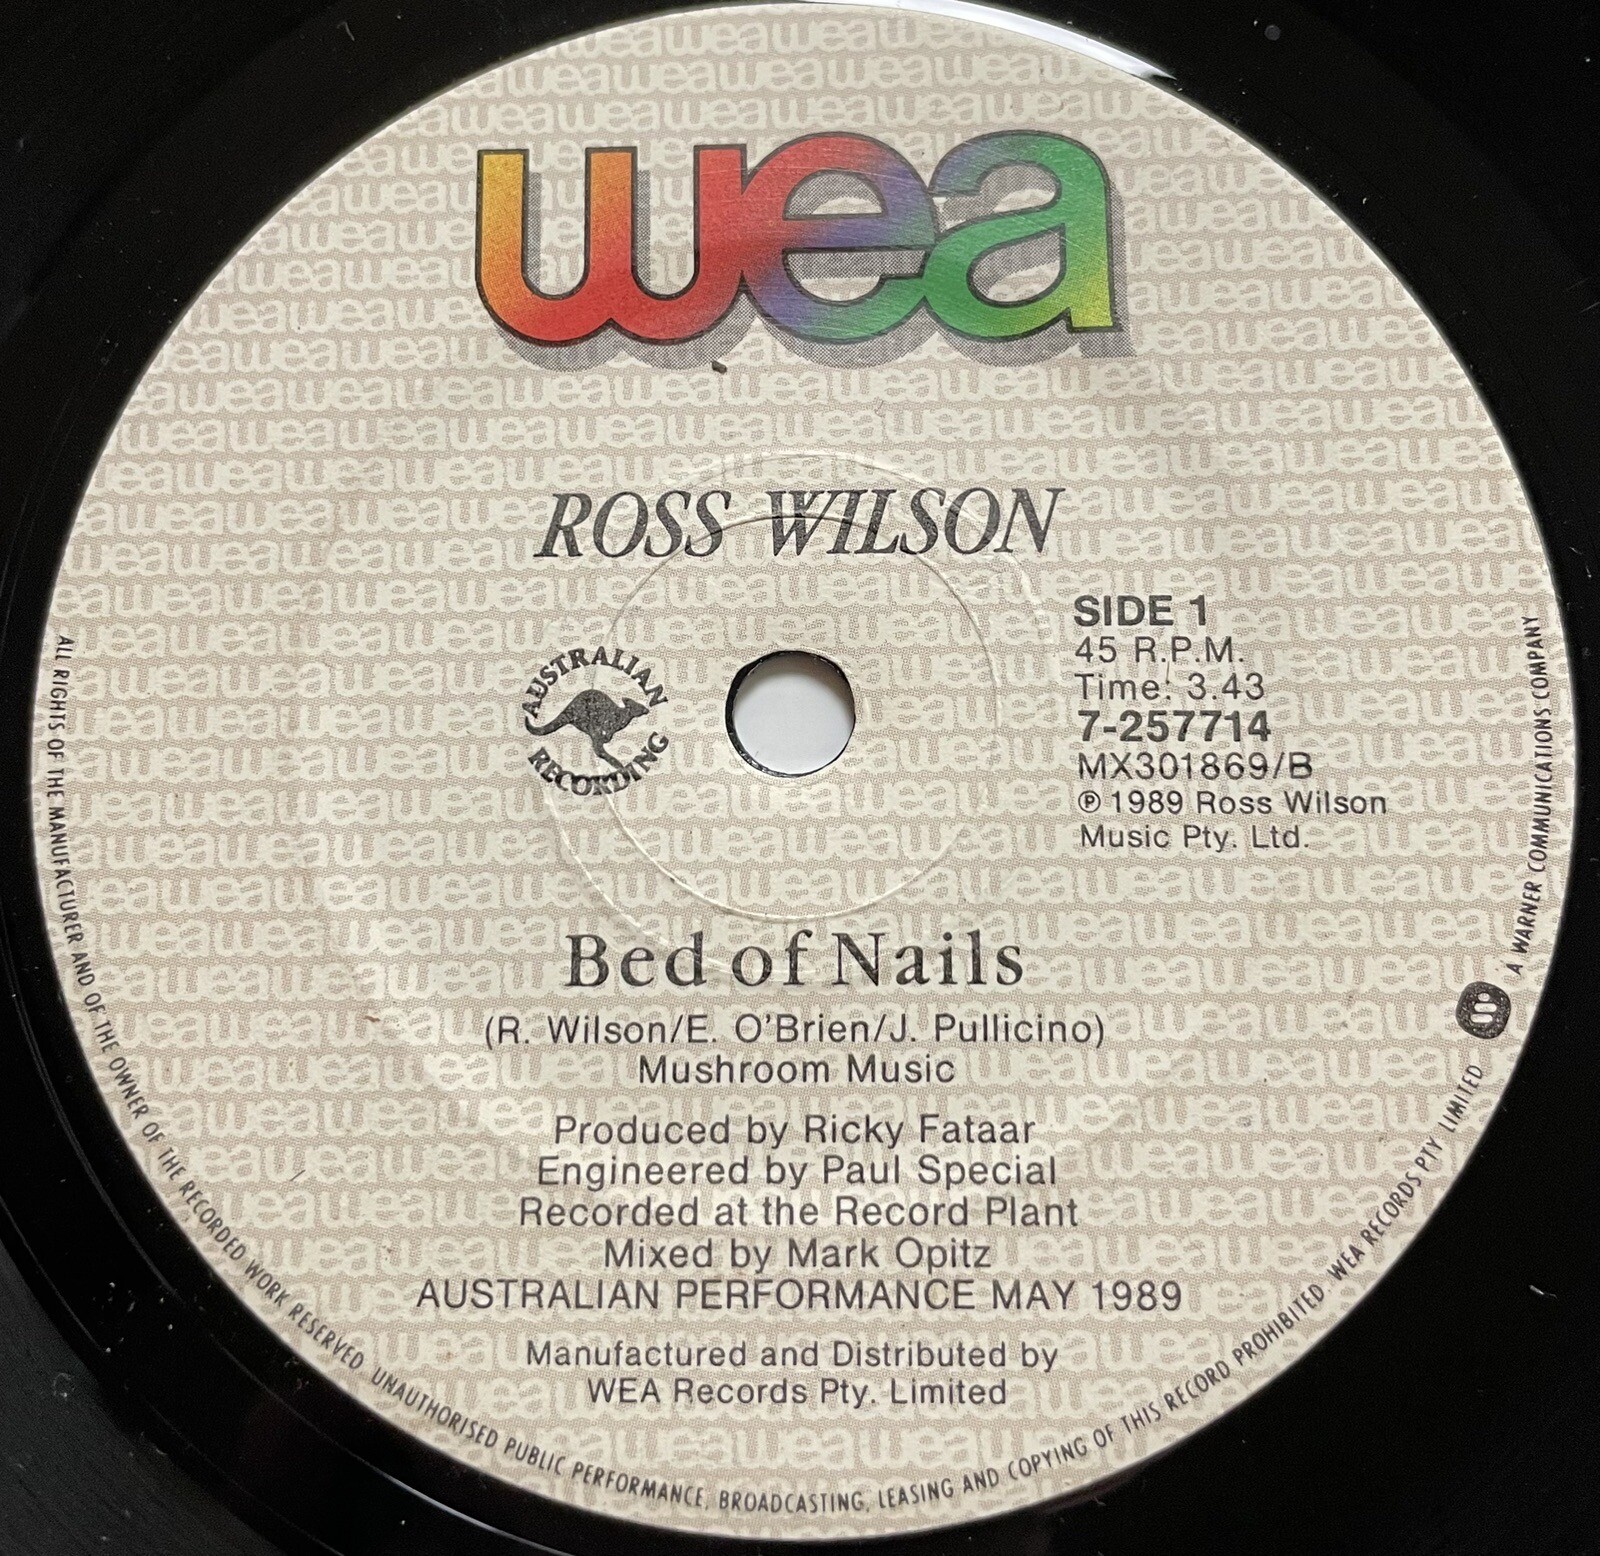 wea
ROSS WILSON
AUSTRALIAN
RECORDING
SIDE 1
45 R.P.M.
Time: 3.43
7-257714
MX301869/B
℗ 1989 Ross Wilson
Music Pty. Ltd.
Bed of Nails
(R. Wilson/E. O'Brien/J. Pullicino)
Mushroom Music
Produced by Ricky Fataar
Engineered by Paul Special
Recorded at the Record Plant
Mixed by Mark Opitz
AUSTRALIAN PERFORMANCE MAY 1989
Manufactured and Distributed by
WEA Records Pty. Limited
ALL RIGHTS OF THE MANUFACTURER AND OF THE OWNER OF THE RECORDED WORK RESERVED. UNAUTHORISED PUBLIC PERFORMANCE, BROADCASTING, LEASING AND COPYING OF THIS RECORD PROHIBITED. WEA RECORDS PTY LIMITED A WARNER COMMUNICATIONS COMPANY